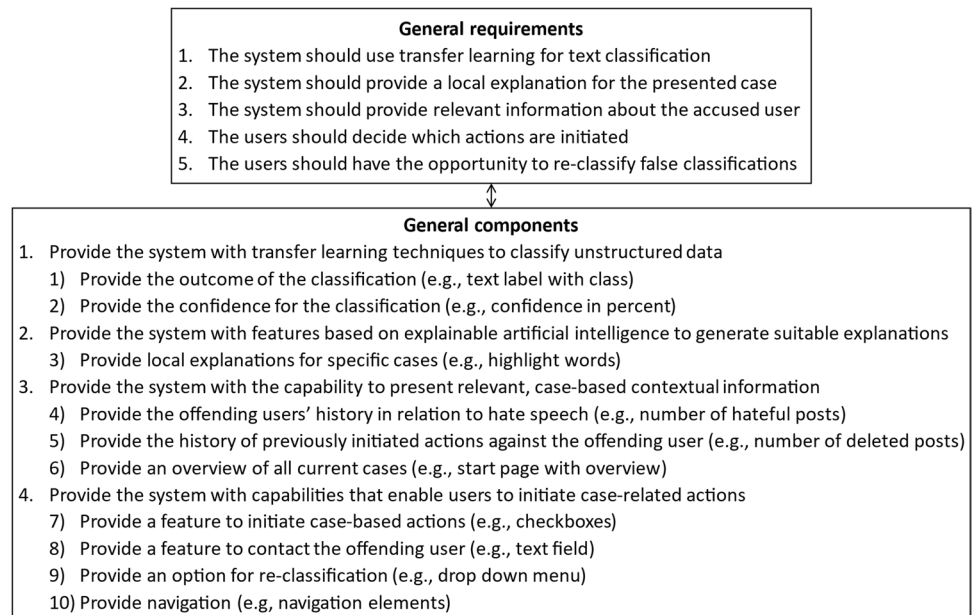 General requirements
1. The system should use transfer learning for text classification
2. The system should provide a local explanation for the presented case
3. The system should provide relevant information about the accused user
4. The users should decide which actions are initiated
5. The users should have the opportunity to re-classify false classifications
General components
1. Provide the system with transfer learning techniques to classify unstructured data
1) Provide the outcome of the classification (e.g., text label with class)
2) Provide the confidence for the classification (e.g., confidence in percent)
2. Provide the system with features based on explainable artificial intelligence to generate suitable explanations
3) Provide local explanations for specific cases (e.g., highlight words)
3. Provide the system with the capability to present relevant, case-based contextual information
4) Provide the offending users’ history in relation to hate speech (e.g., number of hateful posts)
5) Provide the history of previously initiated actions against the offending user (e.g., number of deleted posts)
6) Provide an overview of all current cases (e.g., start page with overview)
4. Provide the system with capabilities that enable users to initiate case-related actions
7) Provide a feature to initiate case-based actions (e.g., checkboxes)
8) Provide a feature to contact the offending user (e.g., text field)
9) Provide an option for re-classification (e.g., drop down menu)
10) Provide navigation (e.g, navigation elements)